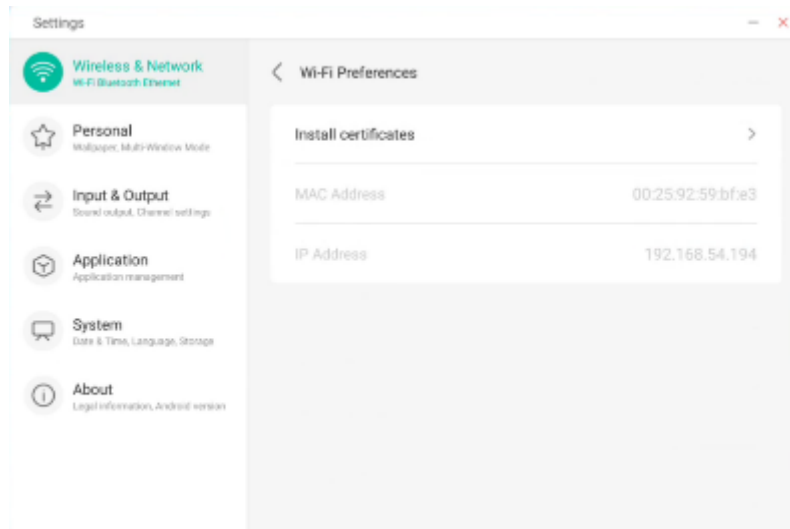 Settings
Wireless & Network
Wi-Fi Bluetooth Ethernet
Wi-Fi Preferences
Personal
Wallpaper, Multi-Window Mode
Install certificates
Input & Output
Sound output, Channel settings
MAC Address 00:25:92:59:bf:e3
Application
Application management
IP Address 192.168.54.194
System
Date & Time, Language, Storage
About
Legal information, Android version